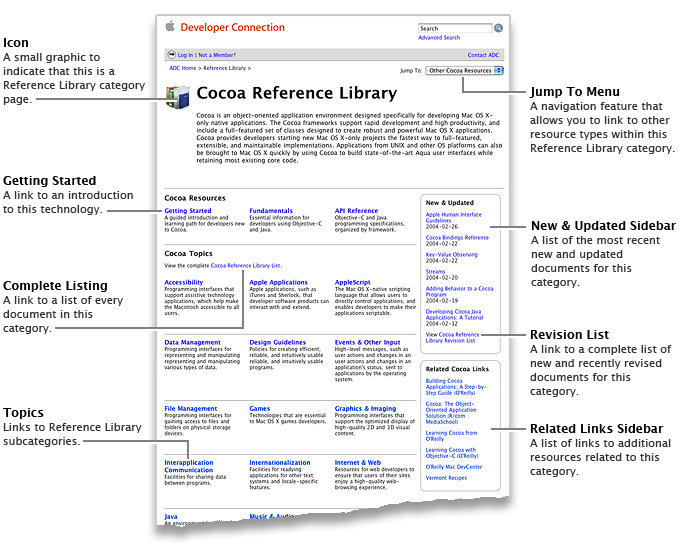 Icon
A small graphic to
indicate that this is a
Reference Library category
page.
Getting Started
A link to an introduction
to this technology.
Complete Listing
A link to a list of every
document in this
category.
Topics
Links to Reference Library
subcategories.
Developer Connection
Search
Advanced Search
Log In | Not a Member?
Contact ADC
ADC Home > Reference Library >
Jump To: Other Cocoa Resources
Cocoa Reference Library
Cocoa is an object-oriented application environment designed specifically for developing Mac OS X-
only native applications. The Cocoa frameworks support rapid development and high productivity, and
include a full-featured set of classes designed to create robust and powerful Mac OS X applications.
Cocoa provides developers starting new Mac OS X-only projects the fastest way to full-featured,
extensible, and maintainable implementations. Applications from UNIX and other OS platforms can also
be brought to Mac OS X quickly by using Cocoa to build state-of-the-art Aqua user interfaces while
retaining most existing core code.
Cocoa Resources
Getting Started
A guided introduction and
learning path for developers new
to Cocoa.
Fundamentals
Essential information for
developers using Objective-C
and Java.
API Reference
Objective-C and Java
programming specifications,
organized by framework.
Cocoa Topics
View the complete Cocoa Reference Library List.
Accessibility
Programming interfaces that
support assistive technology
applications, which help make
the Macintosh accessible to all
users.
Apple Applications
Apple applications, such as
iTunes and Sherlock, that
developer software products can
interact with and extend.
AppleScript
The Mac OS X-native scripting
language that allows users to
directly control applications, and
enables developers to make their
applications scriptable.
Data Management
Programming interfaces for
representing and manipulating
representing and manipulating
various types of data.
Design Guidelines
Policies for creating efficient,
reliable, and intuitively usable
reliable, and intuitively usable
programs.
Events & Other Input
High-level messages, such as
user actions and changes in an
user actions and changes in an
application's status, sent to
applications by the operating
system.
File Management
Programming interfaces for
gaining access to files and
folders on physical storage
devices.
Games
Technologies that are essential
to Mac OS X games developers.
Graphics & Imaging
Programming interfaces that
support the optimized display of
high-quality 2D and 3D visual
content.
Interapplication
Communication
Facilities for sharing data
between programs.
Internationalization
Facilities for readying
applications for other text
systems and locale-specific
features.
Internet & Web
Resources for web developers to
ensure that users of their sites
enjoy a high-quality web-
browsing experience.
Java
An environment
Music & Audio
New & Updated
Apple Human Interface
Guidelines
2004-02-26
Cocoa Bindings Reference
2004-02-22
Key-Value Observing
2004-02-22
Streams
2004-02-20
Adding Behavior to a Cocoa
Program
2004-02-19
Developing Cocoa Java
Applications: A Tutorial
2004-02-12
View Cocoa Reference
Library Revision List
Related Cocoa Links
Building Cocoa
Applications: A Step-by-
Step Guide (O'Reilly)
Cocoa: The Object-
Oriented Application
Solution (R/com
MediaSchool)
Learning Cocoa from
O'Reilly
Learning Cocoa with
Objective-C (O'Reilly)
O'Reilly Mac DevCenter
Vermont Recipes
Jump To Menu
A navigation feature that
allows you to link to other
resource types within this
Reference Library category.
New & Updated Sidebar
A list of the most recent
new and updated
documents for this
category.
Revision List
A link to a complete list of
new and recently revised
documents for this
category.
Related Links Sidebar
A list of links to additional
resources related to this
category.